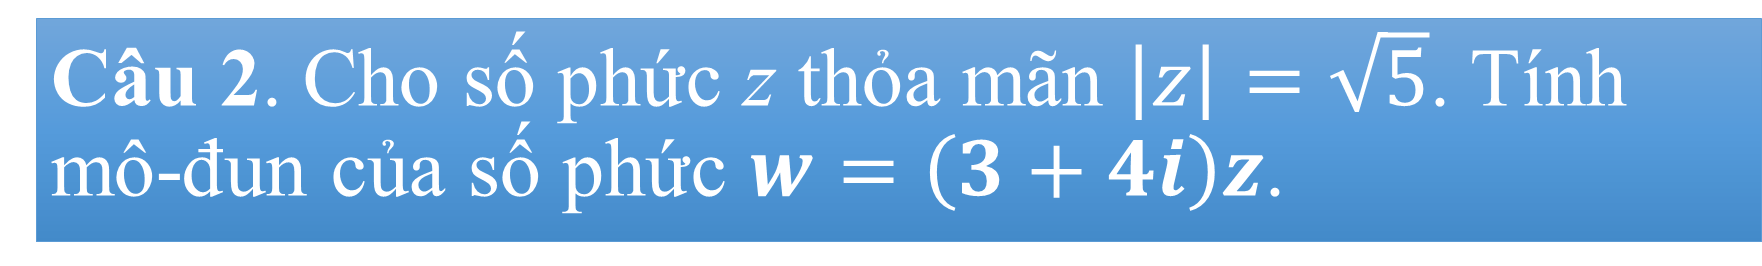 Câu 2. Cho số phức z thỏa mãn |z| = √5. Tính
mô-đun của số phức w = (3 + 4i)z.